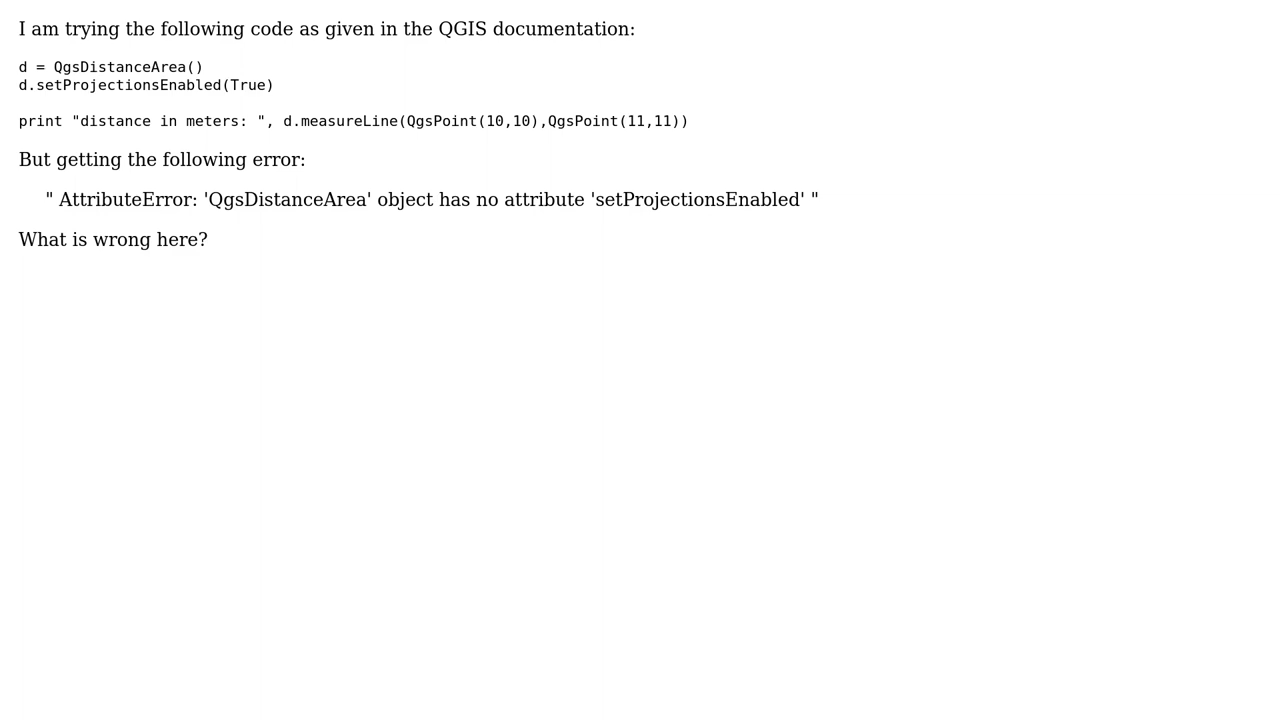 I am trying the following code as given in the QGIS documentation:
d = QgsDistanceArea()
d.setProjectionsEnabled(True)
print "distance in meters: ", d.measureLine(QgsPoint(10,10),QgsPoint(11,11))
But getting the following error:
" AttributeError: 'QgsDistanceArea' object has no attribute 'setProjectionsEnabled' "
What is wrong here?